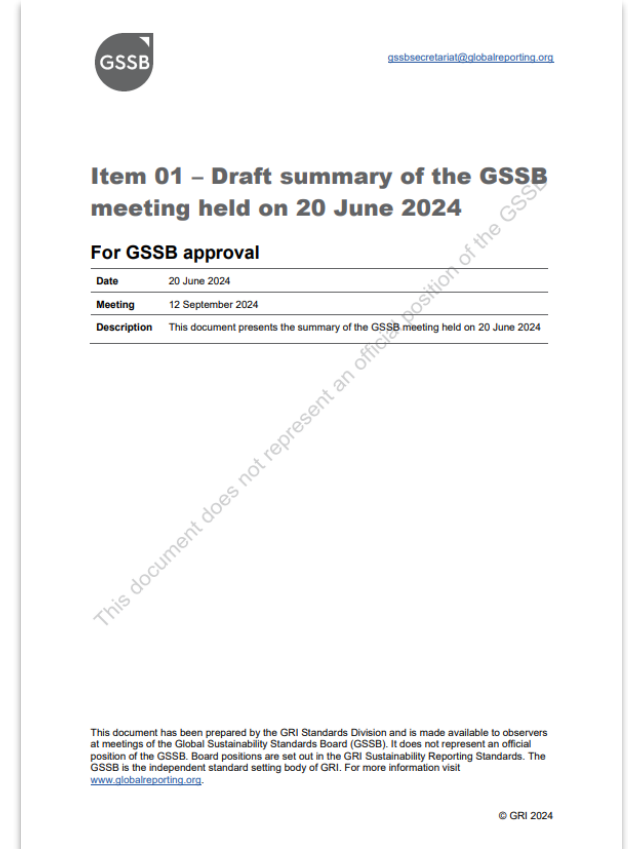 GSSB
gssbsecretariat@globalreporting.org
Item 01 – Draft summary of the GSSB
meeting held on 20 June 2024
For GSSB approval
Date 20 June 2024
Meeting 12 September 2024
Description This document presents the summary of the GSSB meeting held on 20 June 2024
This document does not represent an official position of the GSSB
This document has been prepared by the GRI Standards Division and is made available to observers
at meetings of the Global Sustainability Standards Board (GSSB). It does not represent an official
position of the GSSB. Board positions are set out in the GRI Sustainability Reporting Standards. The
GSSB is the independent standard setting body of GRI. For more information visit
www.globalreporting.org.
© GRI 2024